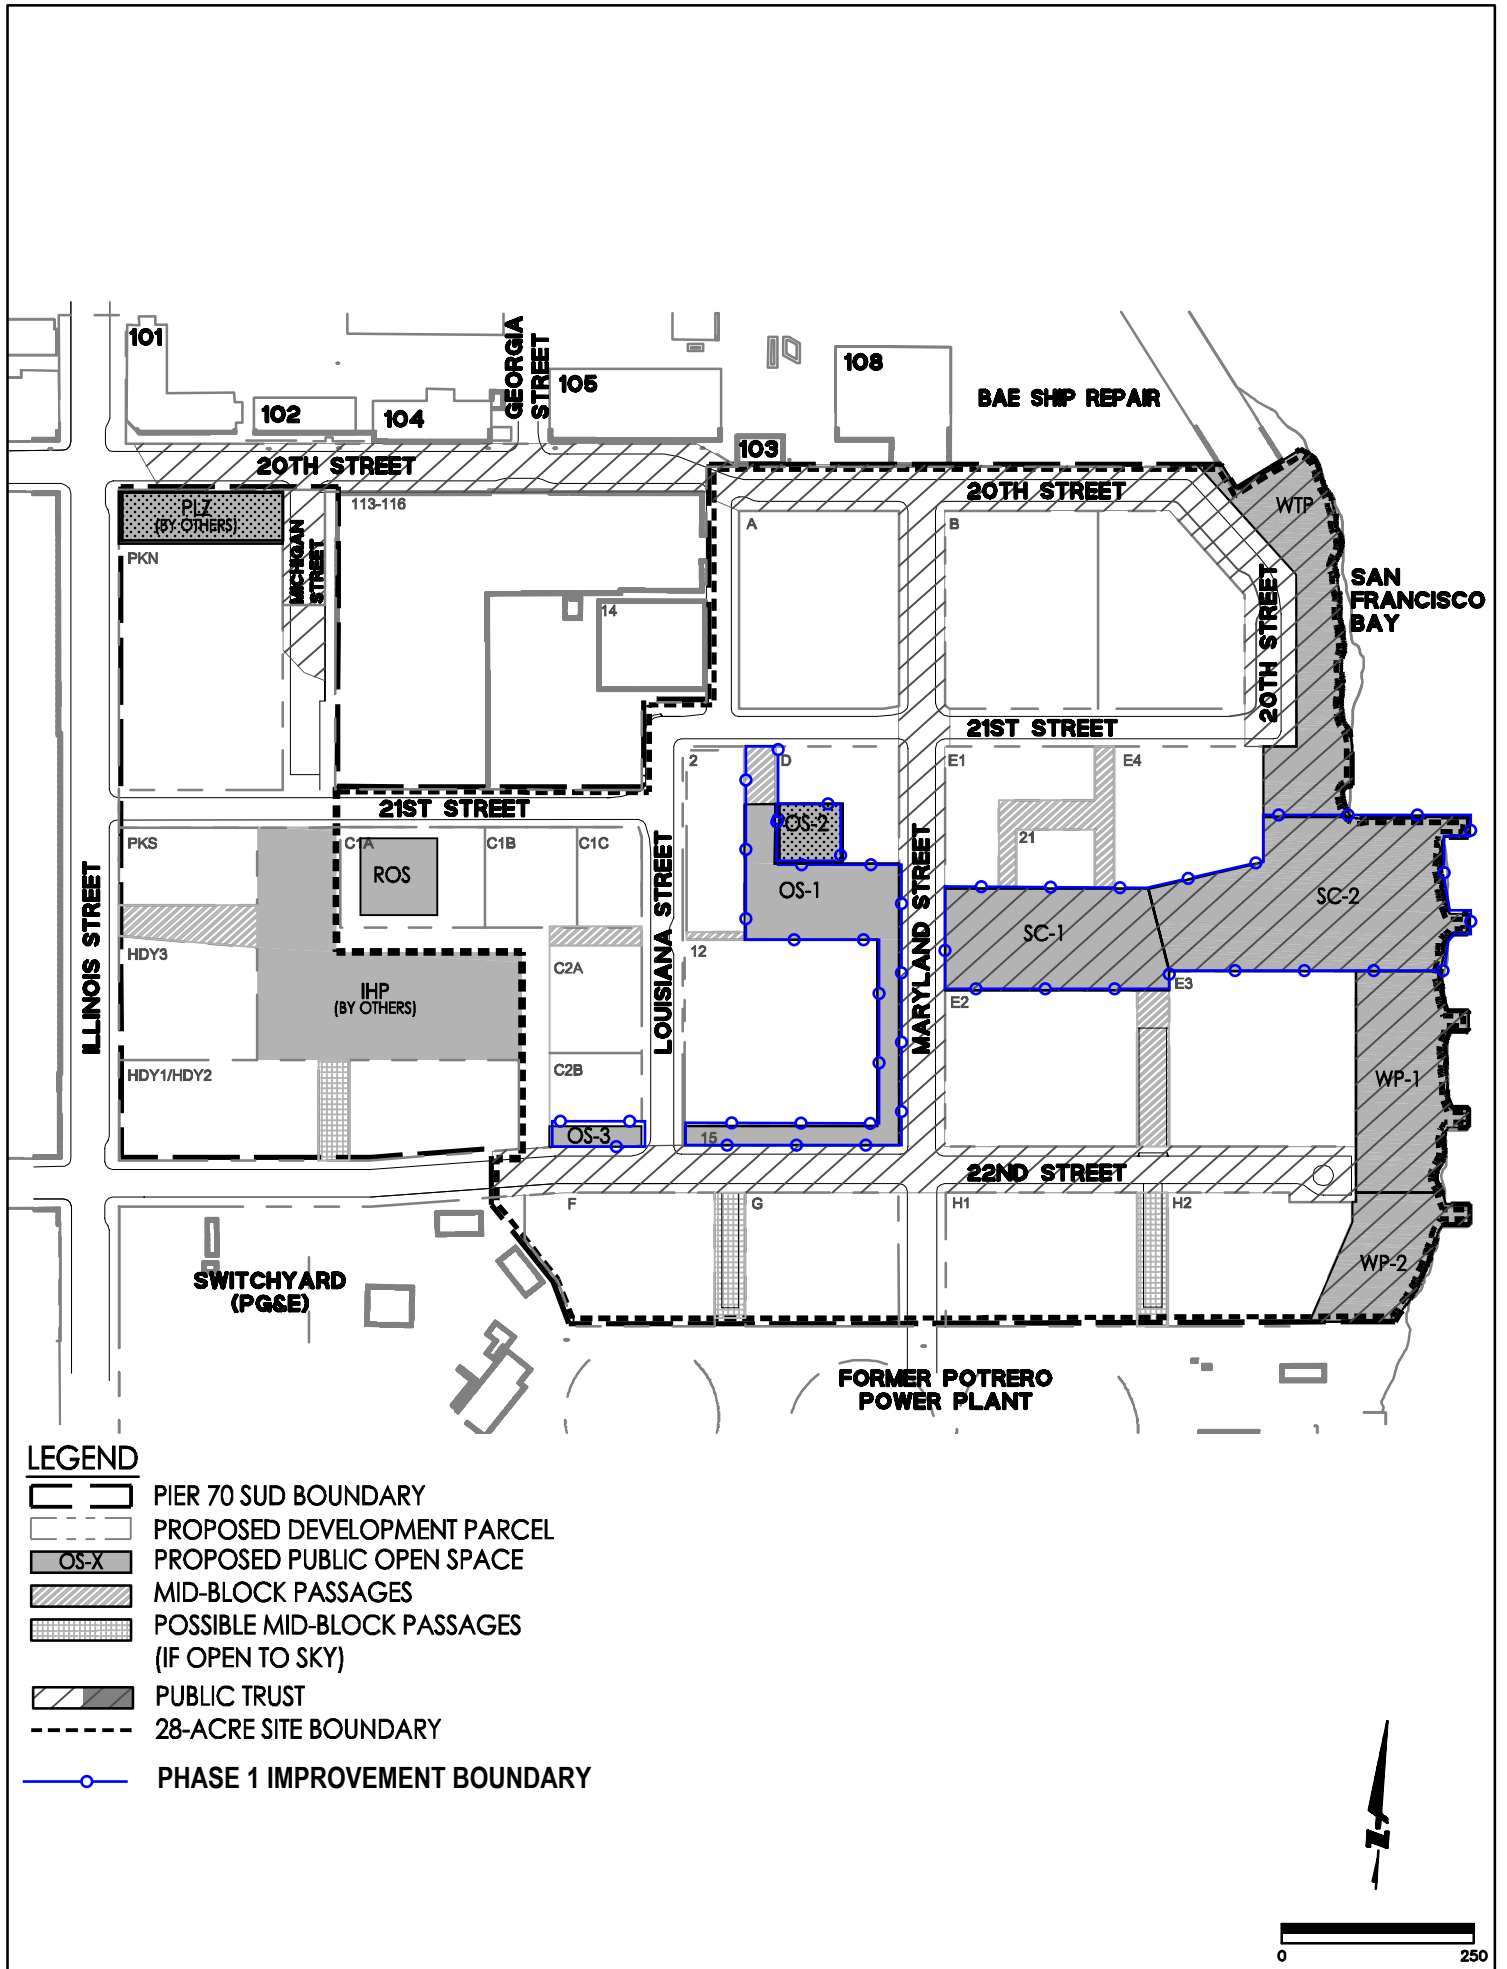 101
102
104
GEORGIA
STREET
105
108
103
BAE SHIP REPAIR
20TH STREET
20TH STREET
WTP
PLZ
(BY OTHERS)
113-116
A
B
MICHIGAN
STREET
PKN
14
20TH STREET
SAN
FRANCISCO
BAY
21ST STREET
2
D
E1
E4
21ST STREET
OS-2
PKS
C1A
C1B
C1C
21
ROS
OS-1
SC-2
ILLINOIS STREET
LOUISIANA STREET
MARYLAND STREET
SC-1
HDY3
12
C2A
IHP
(BY OTHERS)
E2
E3
HDY1/HDY2
C2B
WP-1
OS-3
15
22ND STREET
F
G
H1
H2
WP-2
SWITCHYARD
(PG&E)
FORMER POTRERO
POWER PLANT
LEGEND
PIER 70 SUD BOUNDARY
PROPOSED DEVELOPMENT PARCEL
OS-X
PROPOSED PUBLIC OPEN SPACE
MID-BLOCK PASSAGES
POSSIBLE MID-BLOCK PASSAGES
(IF OPEN TO SKY)
PUBLIC TRUST
28-ACRE SITE BOUNDARY
PHASE 1 IMPROVEMENT BOUNDARY
Z
0
250